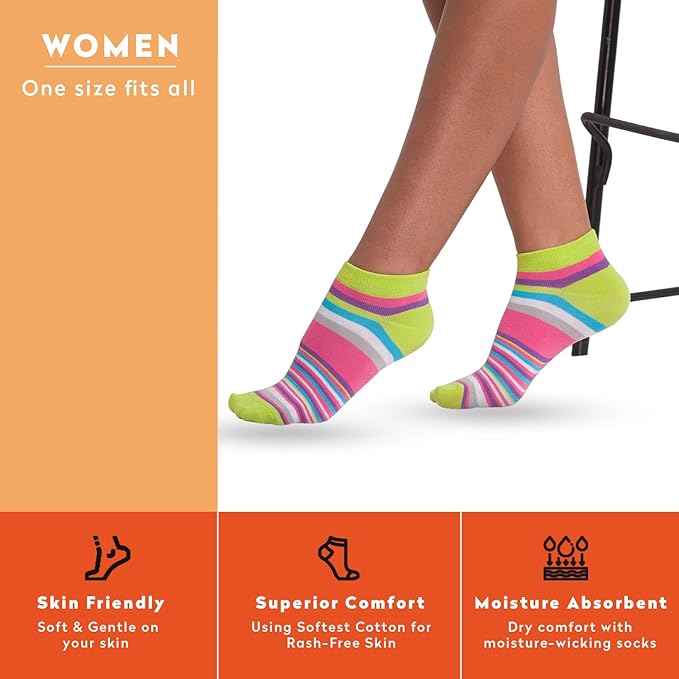 WOMEN
One size fits all
Skin Friendly
Soft & Gentle on
your skin
Superior Comfort
Using Softest Cotton for
Rash-Free Skin
Moisture Absorbent
Dry comfort with
moisture-wicking socks